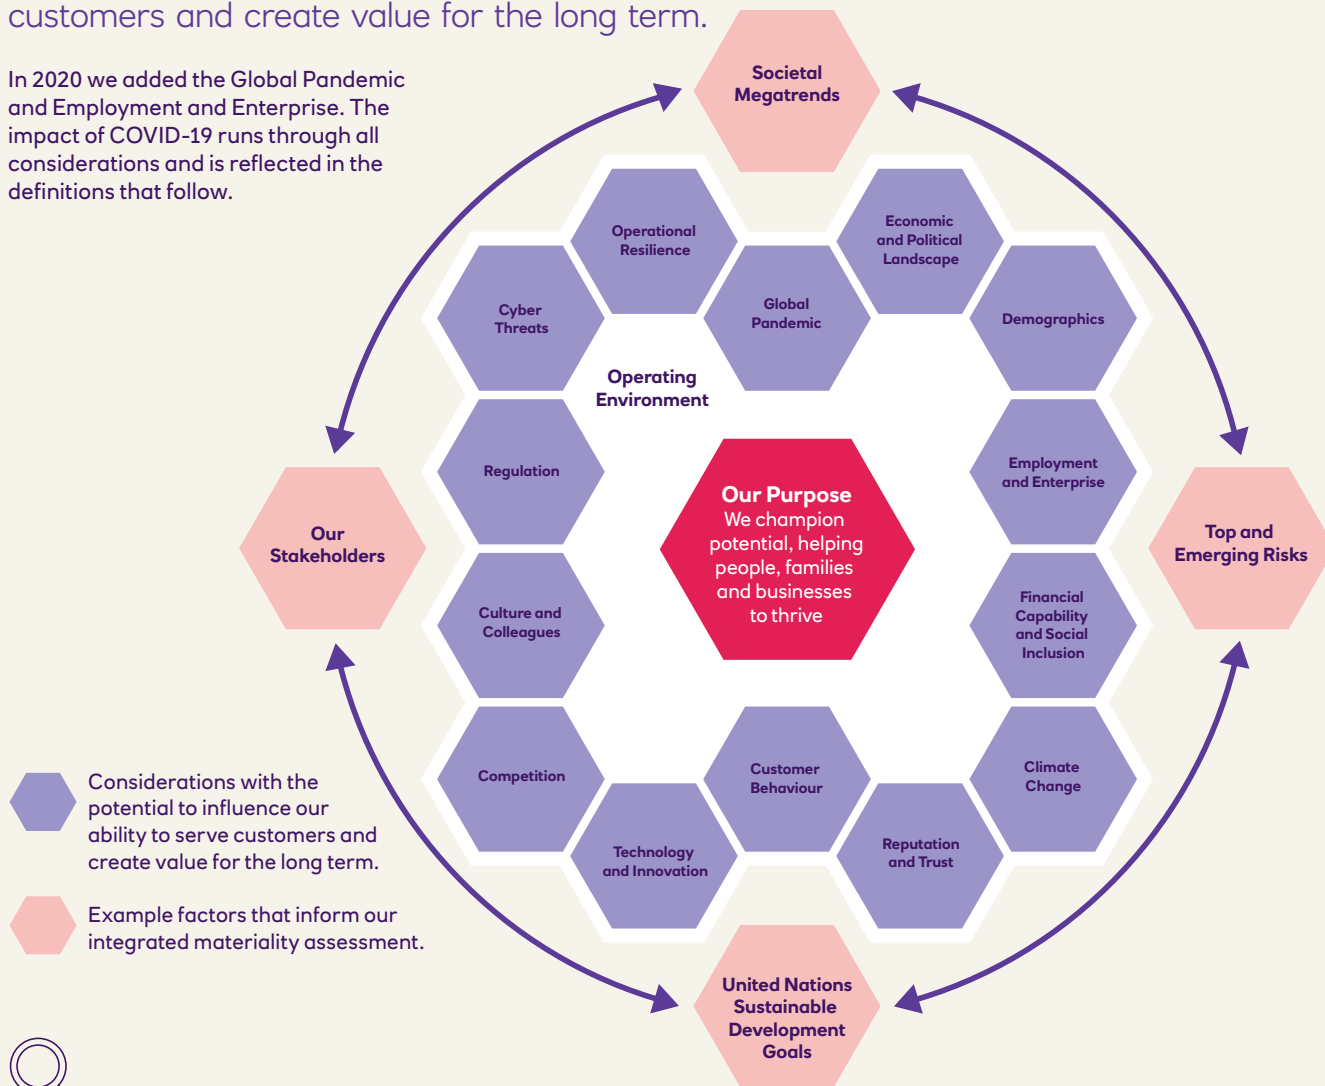 customers and create value for the long term.
In 2020 we added the Global Pandemic
and Employment and Enterprise. The
impact of COVID-19 runs through all
considerations and is reflected in the
definitions that follow.
Societal
Megatrends
Operational
Resilience
Economic
and Political
Landscape
Cyber
Threats
Global
Pandemic
Demographics
Operating
Environment
Regulation
Employment
and Enterprise
Our Purpose
We champion
potential, helping
people, families
and businesses
to thrive
Our
Stakeholders
Top and
Emerging Risks
Culture and
Colleagues
Financial
Capability
and Social
Inclusion
Competition
Customer
Behaviour
Climate
Change
Technology
and Innovation
Reputation
and Trust
Considerations with the
potential to influence our
ability to serve customers and
create value for the long term.
Example factors that inform our
integrated materiality assessment.
United Nations
Sustainable
Development
Goals